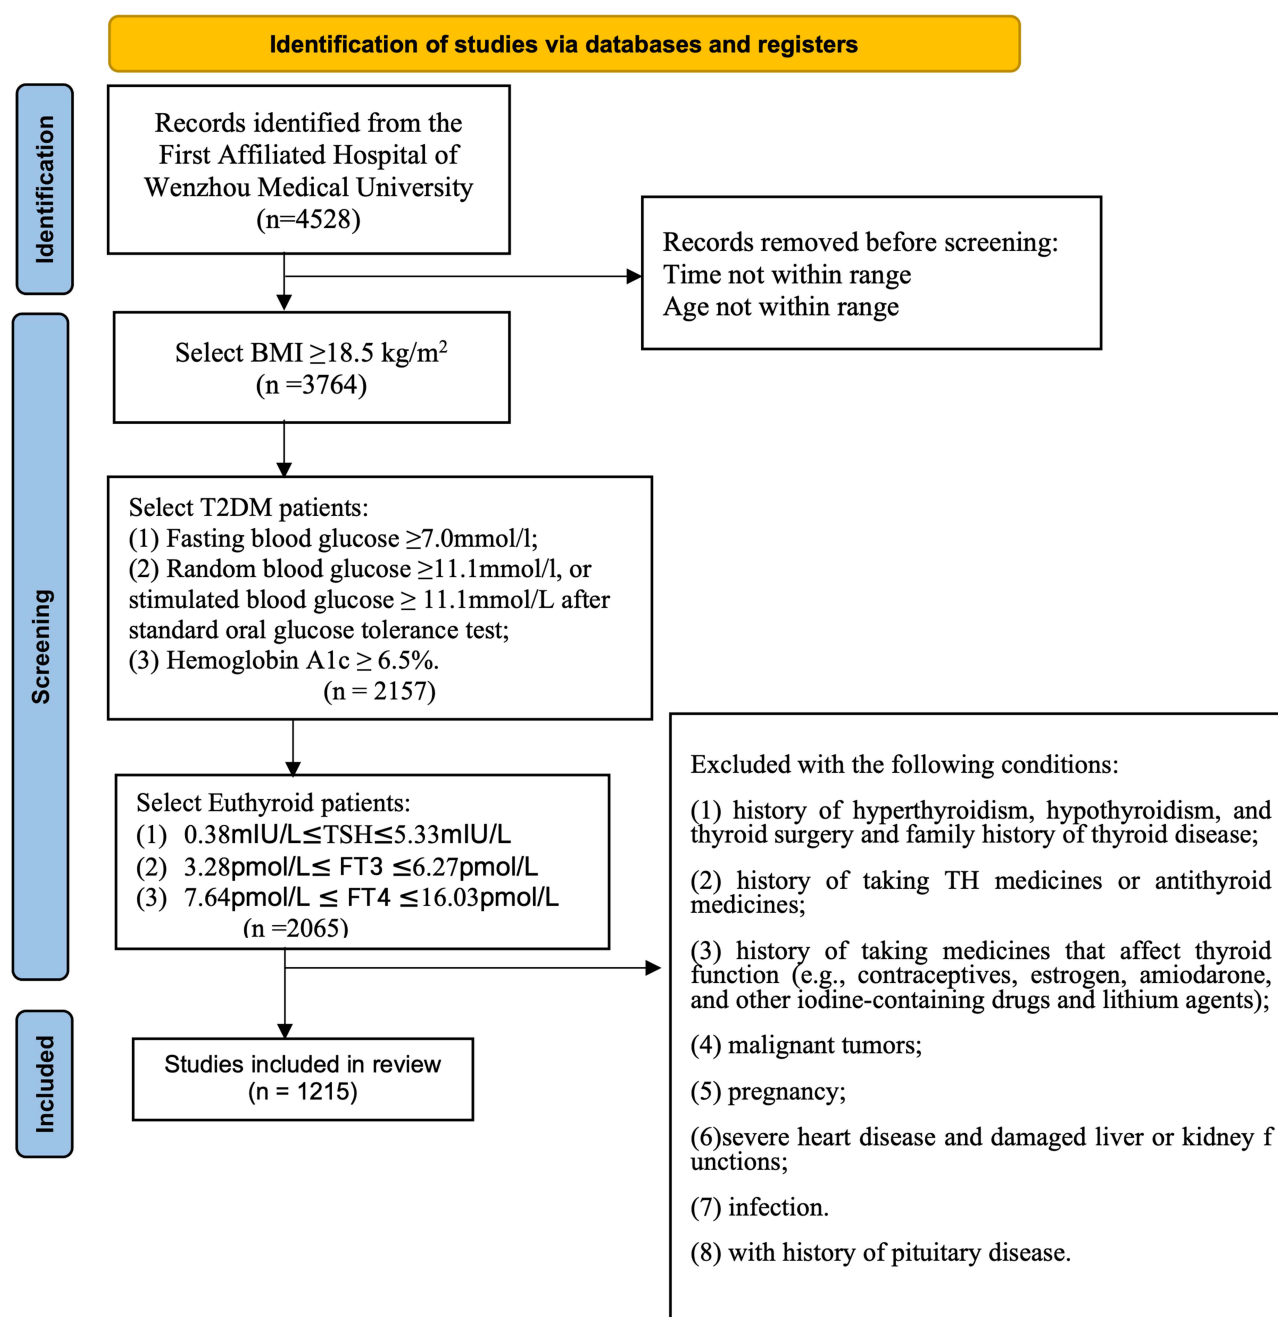 Identification of studies via databases and registers
Identification
Records identified from the
First Affiliated Hospital of
Wenzhou Medical University
(n=4528)
Records removed before screening:
Time not within range
Age not within range
Screening
Select BMI ≥18.5 kg/m²
(n =3764)
Select T2DM patients:
(1) Fasting blood glucose ≥7.0mmol/l;
(2) Random blood glucose ≥11.1mmol/l, or
stimulated blood glucose ≥ 11.1mmol/L after
standard oral glucose tolerance test;
(3) Hemoglobin A1c ≥ 6.5%.
(n = 2157)
Select Euthyroid patients:
(1) 0.38mIU/L≤TSH≤5.33mIU/L
(2) 3.28pmol/L≤ FT3 ≤6.27pmol/L
(3) 7.64pmol/L ≤ FT4 ≤16.03pmol/L
(n =2065)
Excluded with the following conditions:
(1) history of hyperthyroidism, hypothyroidism, and
thyroid surgery and family history of thyroid disease;
(2) history of taking TH medicines or antithyroid
medicines;
(3) history of taking medicines that affect thyroid
function (e.g., contraceptives, estrogen, amiodarone,
and other iodine-containing drugs and lithium agents);
(4) malignant tumors;
(5) pregnancy;
(6)severe heart disease and damaged liver or kidney f
unctions;
(7) infection.
(8) with history of pituitary disease.
Included
Studies included in review
(n = 1215)